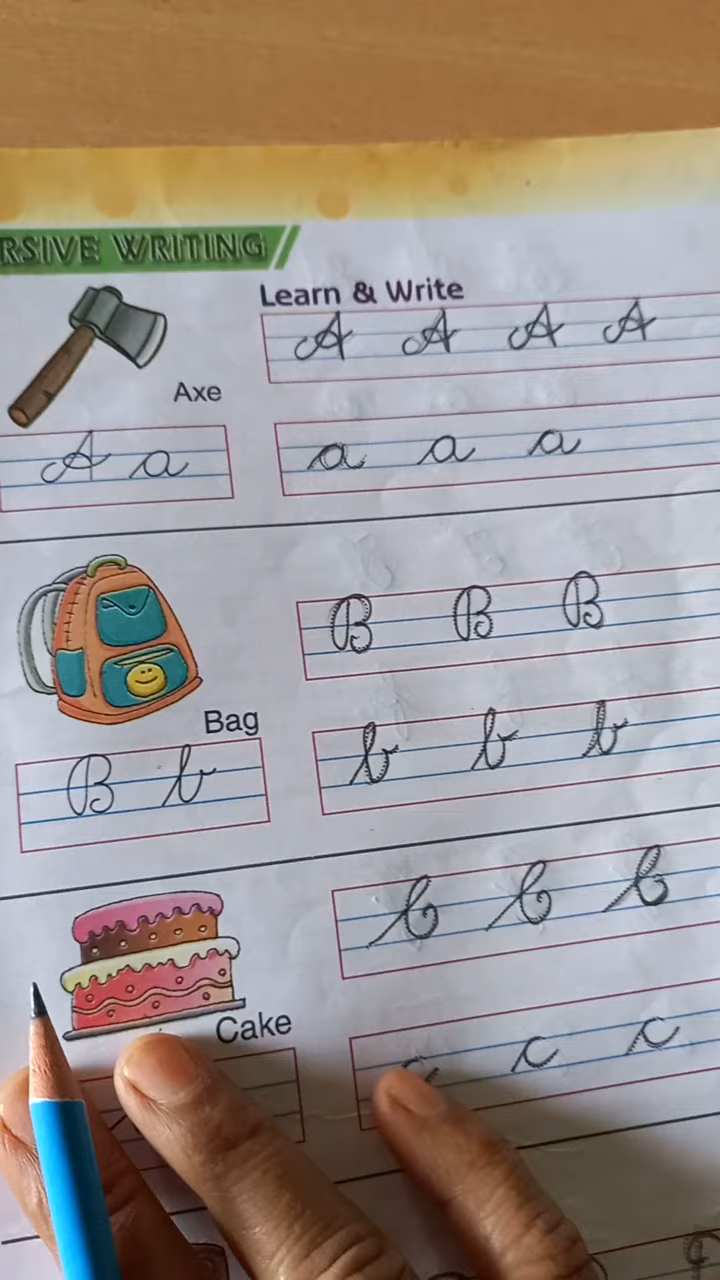 RSIVE WRITING
Learn & Write
A A A A
Axe
A a
a a a
B B B
Bag
B b
b b b
C C C
Cake
c c c